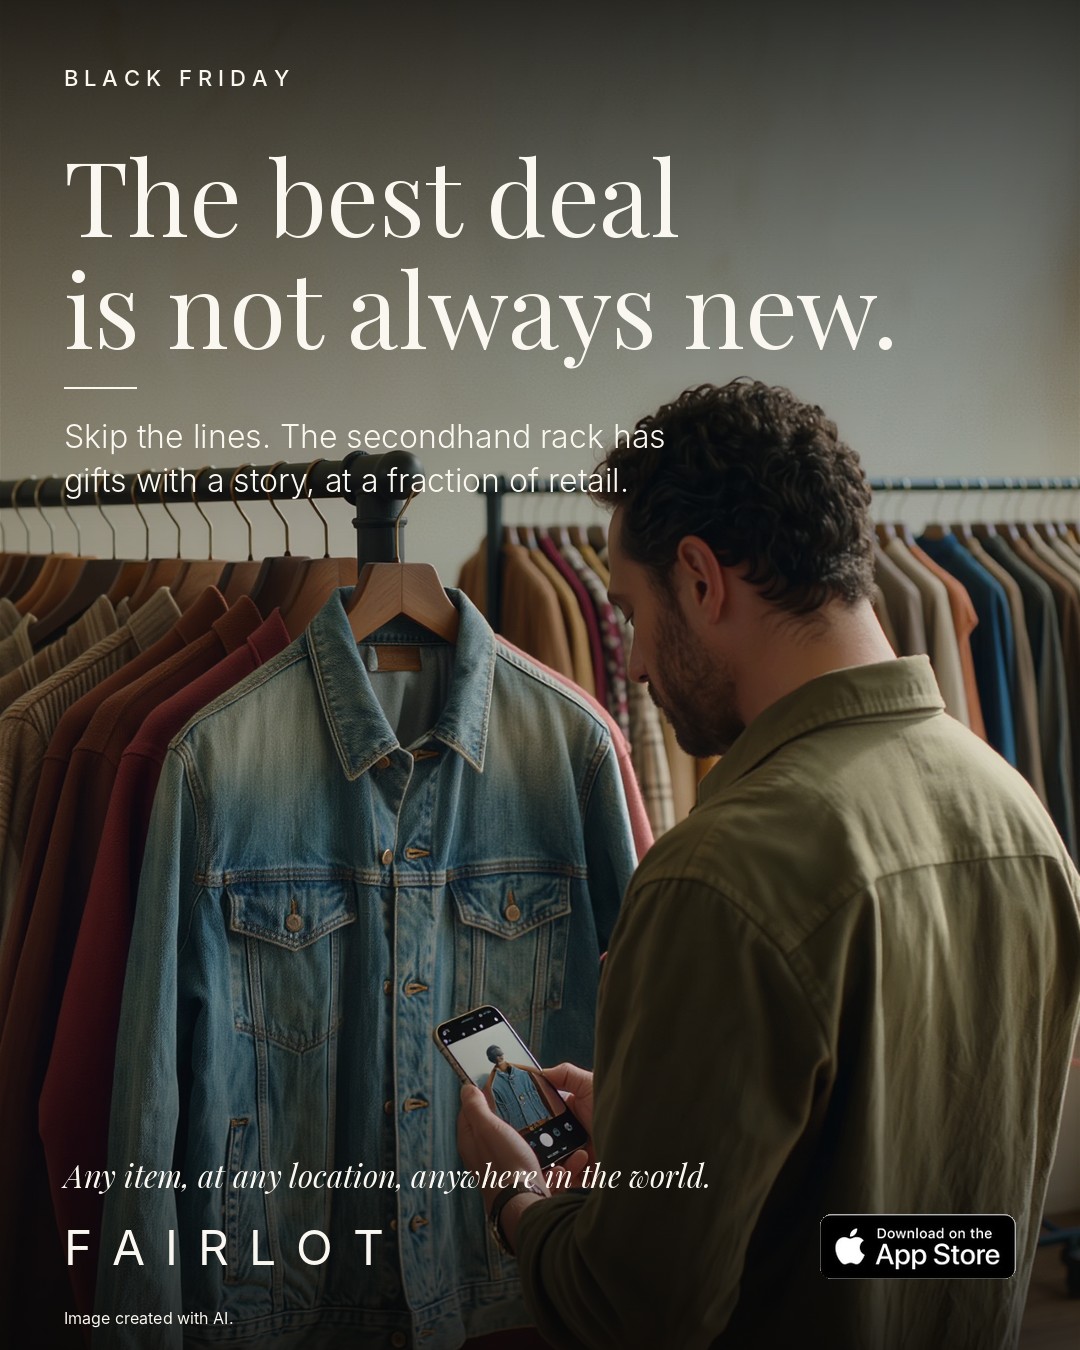 BLACK FRIDAY
The best deal
is not always new.
Skip the lines. The secondhand rack has
gifts with a story, at a fraction of retail.
Any item, at any location, anywhere in the world.
FAIRLOT
Download on the
App Store
Image created with AI.